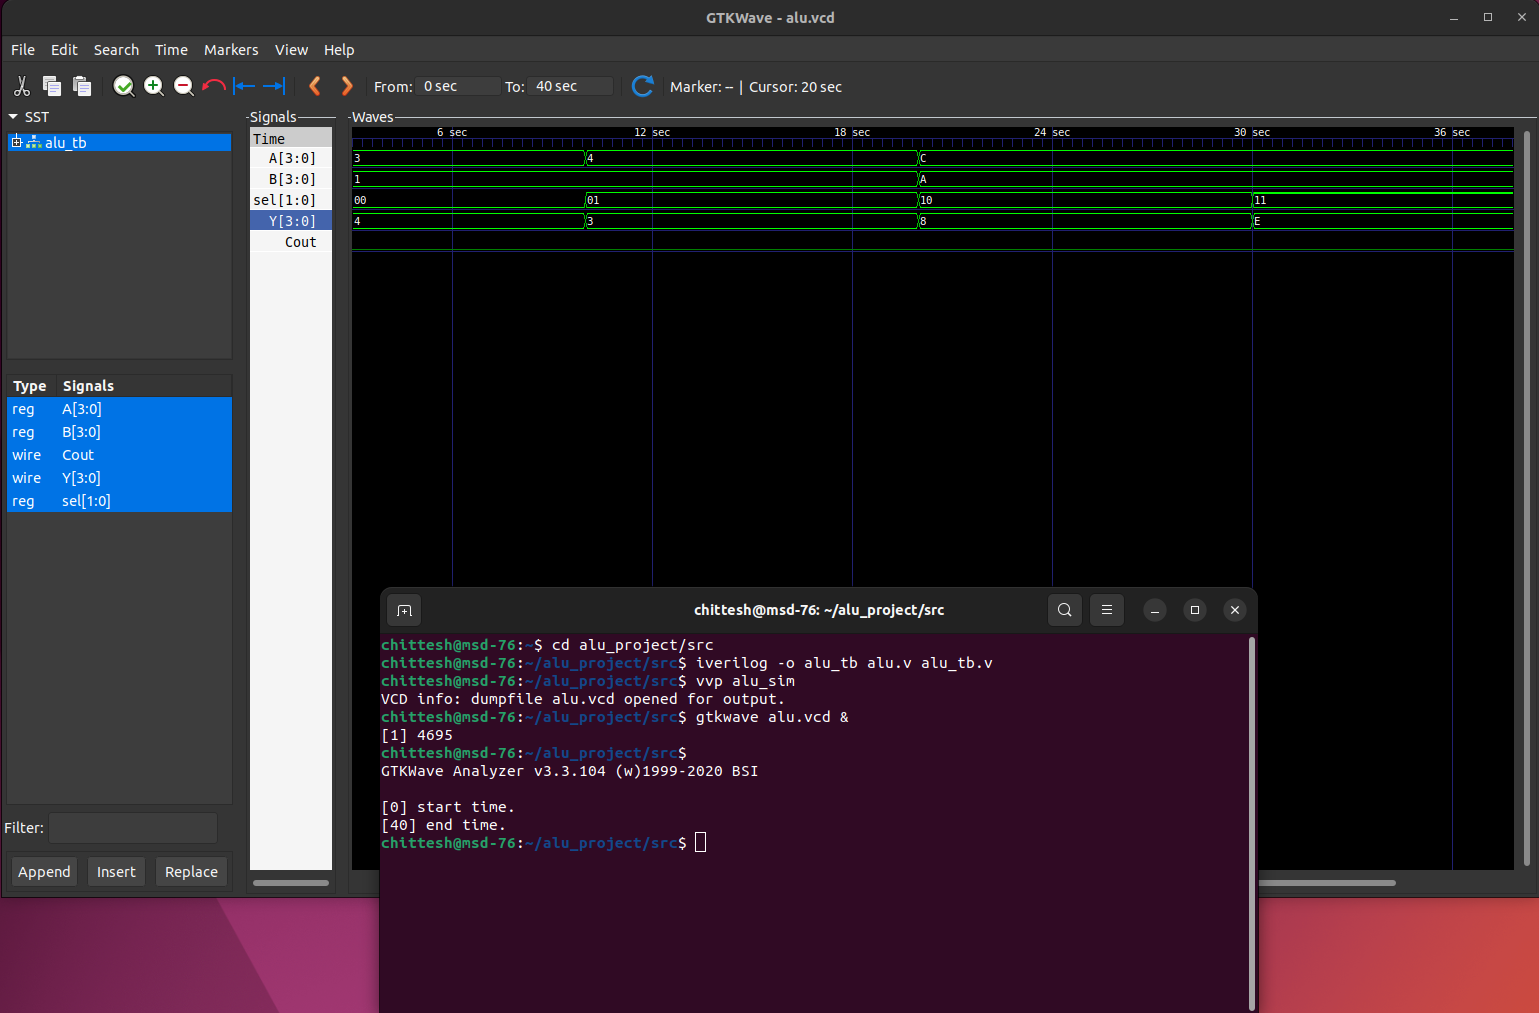 GTKWave - alu.vcd
File Edit Search Time Markers View Help
From: 0 sec To: 40 sec Marker: -- | Cursor: 20 sec
SST
alu_tb
Type Signals
reg A[3:0]
reg B[3:0]
wire Cout
wire Y[3:0]
reg sel[1:0]
Filter:
Append Insert Replace
Signals
Time
A[3:0]
B[3:0]
sel[1:0]
Y[3:0]
Cout
Waves
6 sec 12 sec 18 sec 24 sec 30 sec 36 sec
3 4 C
1 A
00 01 10 11
4 3 8 E
chittesh@msd-76: ~/alu_project/src
chittesh@msd-76:~$ cd alu_project/src
chittesh@msd-76:~/alu_project/src$ iverilog -o alu_tb alu.v alu_tb.v
chittesh@msd-76:~/alu_project/src$ vvp alu_sim
VCD info: dumpfile alu.vcd opened for output.
chittesh@msd-76:~/alu_project/src$ gtkwave alu.vcd &
[1] 4695
chittesh@msd-76:~/alu_project/src$
GTKWave Analyzer v3.3.104 (w)1999-2020 BSI
[0] start time.
[40] end time.
chittesh@msd-76:~/alu_project/src$